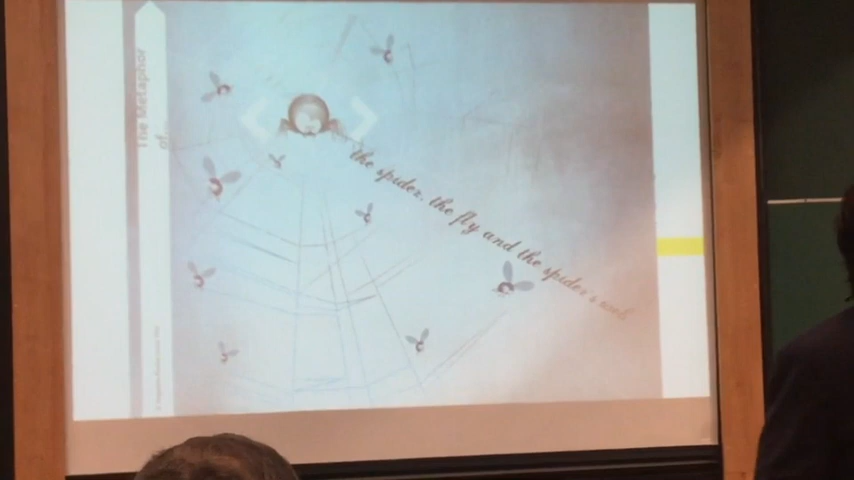 The Metaphor
of
the spider, the fly and the spider's web